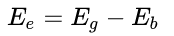 E_e = E_g − E_b